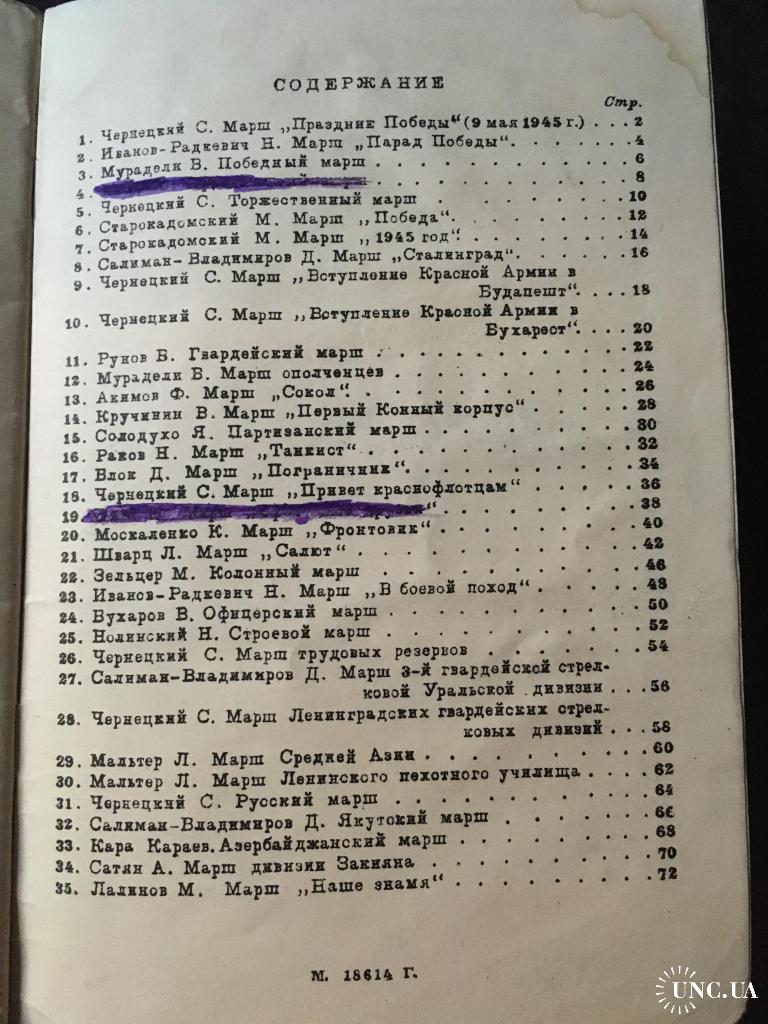 СОДЕРЖАНИЕ
Стр.
1. Чернецкий С. Марш „Праздник Победы“ (9 мая 1945 г.) . . . 2
2. Иванов-Радкевич Н. Марш „Парад Победы“. . . . . . . 4
3. Мурадели В. Победный марш . . . . . . . . . . . . 6
4. . . . . . . . . 8
5. Чернецкий С. Торжественный марш . . . . . . . . . 10
6. Старокадомский М. Марш „Победа“. . . . . . . . . 12
7. Старокадомский М. Марш „1945 год“. . . . . . . . . 14
8. Салиман-Владимиров Д. Марш „Сталинград“. . . . . . 16
9. Чернецкий С. Марш „Вступление Красной Армии в
Будапешт“. . . . 18
10. Чернецкий С. Марш „Вступление Красной Армии в
Бухарест“. . . . 20
11. Рунов Б. Гвардейский марш . . . . . . . . . . . . 22
12. Мурадели В. Марш ополченцев . . . . . . . . . . . 24
13. Акимов Ф. Марш „Сокол“. . . . . . . . . . . . . 26
14. Кручинин В. Марш „Первый Конный корпус“ . . . . . 28
15. Солодухо Я. Партизанский марш . . . . . . . . . . 30
16. Раков Н. Марш „Танкист“ . . . . . . . . . . . . . 32
17. Блок Д. Марш „Пограничник“. . . . . . . . . . . 34
18. Чернецкий С. Марш „Привет краснофлотцам“ . . . . . 36
19. “ . . . . . . . . 38
20. Москаленко К. Марш „Фронтовик“ . . . . . . . . . 40
21. Шварц Л. Марш „Салют“ . . . . . . . . . . . . . 42
22. Зельцер М. Колонный марш . . . . . . . . . . . . 46
23. Иванов-Радкевич Н. Марш „В боевой поход“ . . . . . 48
24. Бухаров В. Офицерский марш . . . . . . . . . . . 50
25. Нолинский Н. Строевой марш . . . . . . . . . . . 52
26. Чернецкий С. Марш трудовых резервов . . . . . . . 54
27. Салиман-Владимиров Д. Марш 3-й гвардейской стрел-
ковой Уральской дивизии . . . 56
28. Чернецкий С. Марш Ленинградских гвардейских стрел-
ковых дивизий . . . 58
29. Мальтер Л. Марш Средней Азии . . . . . . . . . . 60
30. Мальтер Л. Марш Ленинского пехотного училища . . . . 62
31. Чернецкий С. Русский марш . . . . . . . . . . . . 64
32. Салиман-Владимиров Д. Якутский марш . . . . . . . 66
33. Кара Караев. Азербайджанский марш . . . . . . . . 68
34. Сатян А. Марш дивизии Закияна . . . . . . . . . . 70
35. Лалинов М. Марш „Наше знамя“ . . . . . . . . . . 72
М. 18614 Г.
UNC.UA